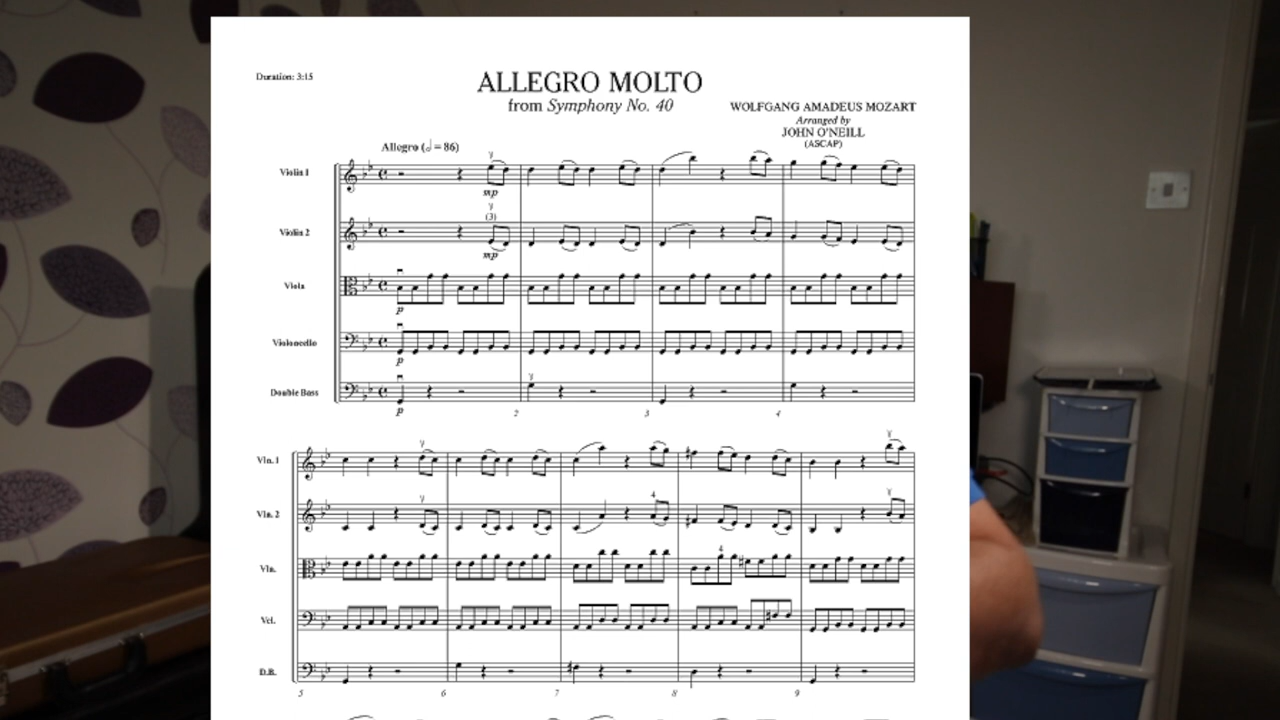 Duration: 3:15
ALLEGRO MOLTO
from Symphony No. 40
WOLFGANG AMADEUS MOZART
Arranged by
JOHN O'NEILL
(ASCAP)
Allegro (𝅗𝅥 = 86)
Violin 1
mp
(3)
Violin 2
mp
Viola
p
Violoncello
p
Double Bass
p
2 3 4
Vln. 1
4
Vln. 2
4
Vla.
Vcl.
D.B.
5 6 7 8 9